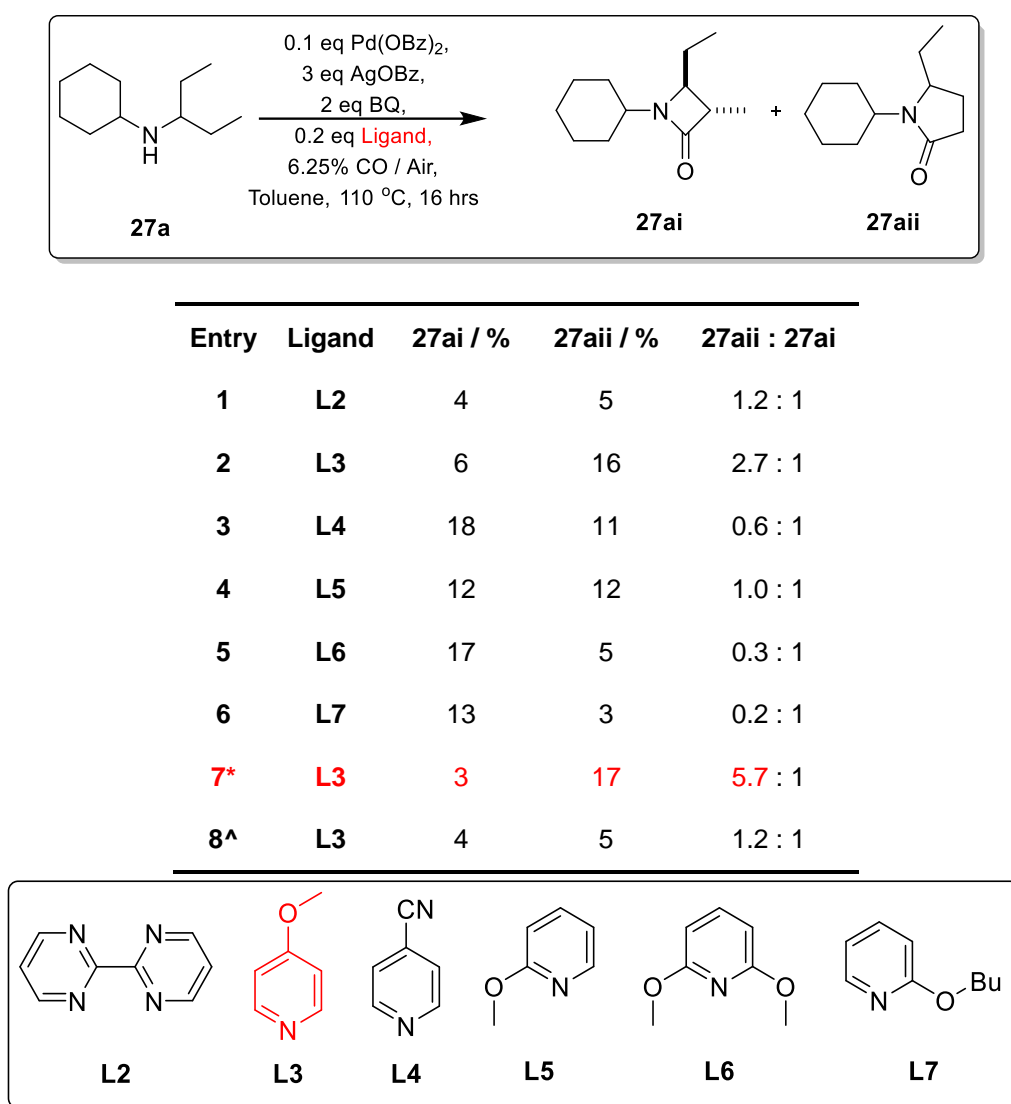 0.1 eq Pd(OBz)2,
3 eq AgOBz,
2 eq BQ,
0.2 eq Ligand,
6.25% CO / Air,
Toluene, 110 oC, 16 hrs
N
H
27a
N
O
27ai
+
N
O
27aii
Entry Ligand 27ai / % 27aii / % 27aii : 27ai
1 L2 4 5 1.2 : 1
2 L3 6 16 2.7 : 1
3 L4 18 11 0.6 : 1
4 L5 12 12 1.0 : 1
5 L6 17 5 0.3 : 1
6 L7 13 3 0.2 : 1
7* L3 3 17 5.7 : 1
8^ L3 4 5 1.2 : 1
N N
N N
L2
O
N
L3
CN
N
L4
O N
L5
O N O
L6
N O Bu
L7